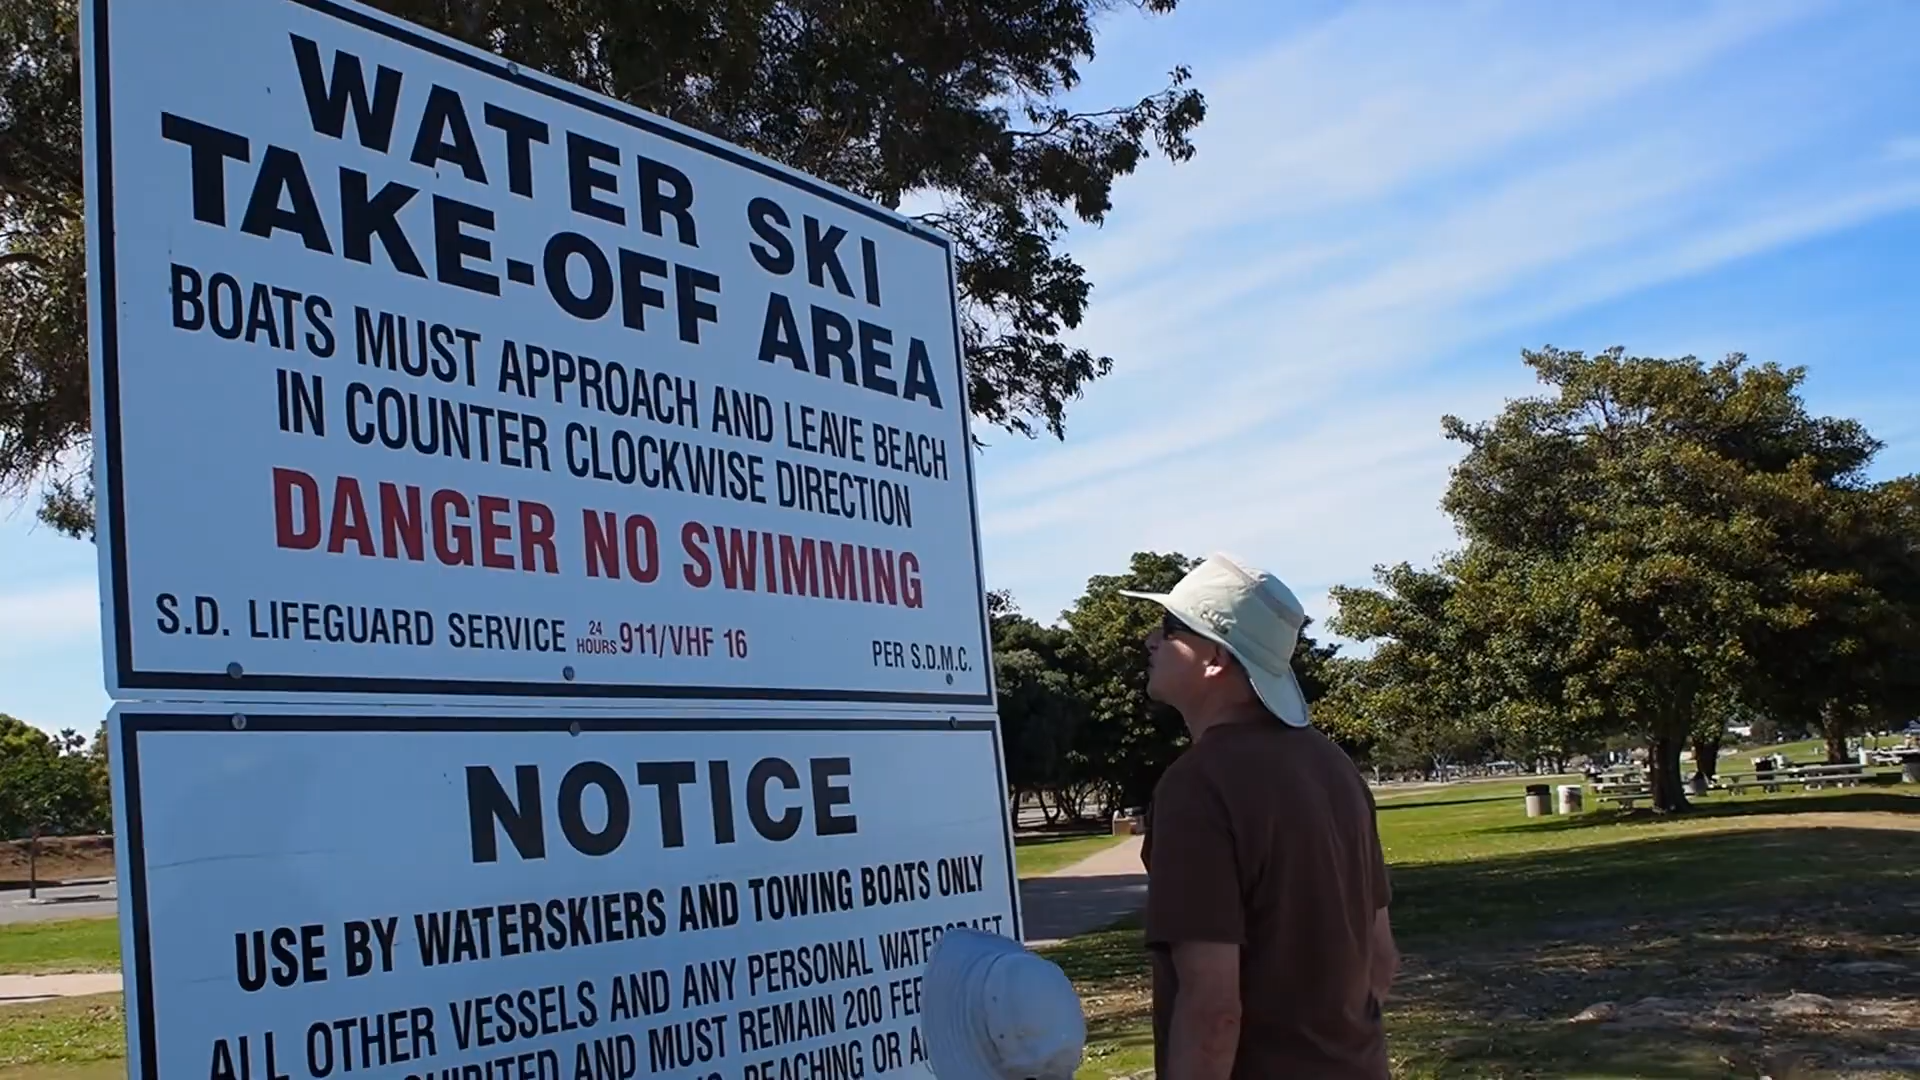 WATER SKI
TAKE-OFF AREA
BOATS MUST APPROACH AND LEAVE BEACH
IN COUNTER CLOCKWISE DIRECTION
DANGER NO SWIMMING
S.D. LIFEGUARD SERVICE 24 HOURS 911/VHF 16 PER S.D.M.C.
NOTICE
USE BY WATERSKIERS AND TOWING BOATS ONLY
ALL OTHER VESSELS AND ANY PERSONAL WATERCRAFT
AND MUST REMAIN 200
BEACHING OR